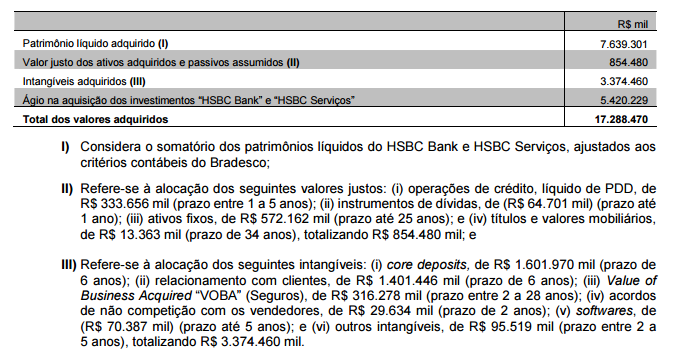 R$ mil
Patrimônio líquido adquirido (I) 7.639.301
Valor justo dos ativos adquiridos e passivos assumidos (II) 854.480
Intangíveis adquiridos (III) 3.374.460
Ágio na aquisição dos investimentos “HSBC Bank” e “HSBC Serviços” 5.420.229
Total dos valores adquiridos 17.288.470
I) Considera o somatório dos patrimônios líquidos do HSBC Bank e HSBC Serviços, ajustados aos
critérios contábeis do Bradesco;
II) Refere-se à alocação dos seguintes valores justos: (i) operações de crédito, líquido de PDD, de
R$ 333.656 mil (prazo entre 1 a 5 anos); (ii) instrumentos de dívidas, de (R$ 64.701 mil) (prazo até
1 ano); (iii) ativos fixos, de R$ 572.162 mil (prazo até 25 anos); e (iv) títulos e valores mobiliários,
de R$ 13.363 mil (prazo de 34 anos), totalizando R$ 854.480 mil; e
III) Refere-se à alocação dos seguintes intangíveis: (i) core deposits, de R$ 1.601.970 mil (prazo de
6 anos); (ii) relacionamento com clientes, de R$ 1.401.446 mil (prazo de 6 anos); (iii) Value of
Business Acquired “VOBA” (Seguros), de R$ 316.278 mil (prazo entre 2 a 28 anos); (iv) acordos
de não competição com os vendedores, de R$ 29.634 mil (prazo de 2 anos); (v) softwares, de
(R$ 70.387 mil) (prazo até 5 anos); e (vi) outros intangíveis, de R$ 95.519 mil (prazo entre 2 a
5 anos), totalizando R$ 3.374.460 mil.